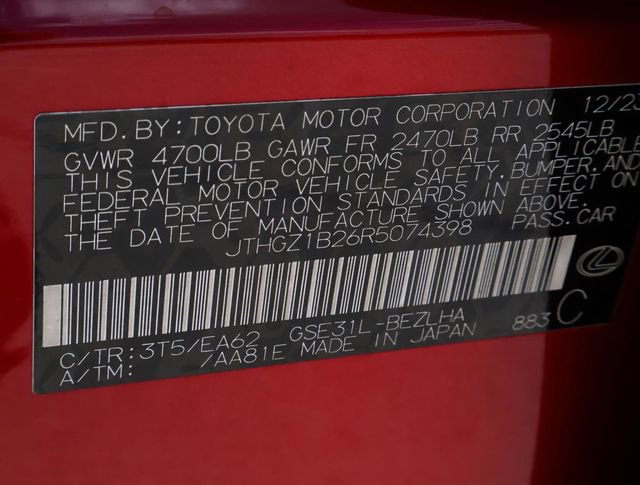 MFD. BY: TOYOTA MOTOR CORPORATION 12/23
GVWR 4700LB GAWR FR 2470LB RR 2545LB
THIS VEHICLE CONFORMS TO ALL APPLICABLE
FEDERAL MOTOR VEHICLE SAFETY, BUMPER, AND
THEFT PREVENTION STANDARDS IN EFFECT ON
THE DATE OF MANUFACTURE SHOWN ABOVE.
JTHGZ1B26R5074398 PASS.CAR
C/TR: 3T5/EA62 GSE31L-BEZLHA 883 C
A/TM: /AA81E MADE IN JAPAN